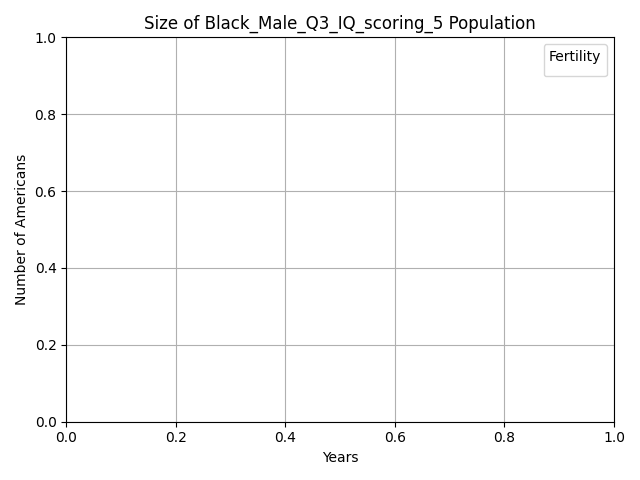 Size of Black_Male_Q3_IQ_scoring_5 Population
Fertility
Number of Americans
1.0
0.8
0.6
0.4
0.2
0.0
0.0 0.2 0.4 0.6 0.8 1.0
Years